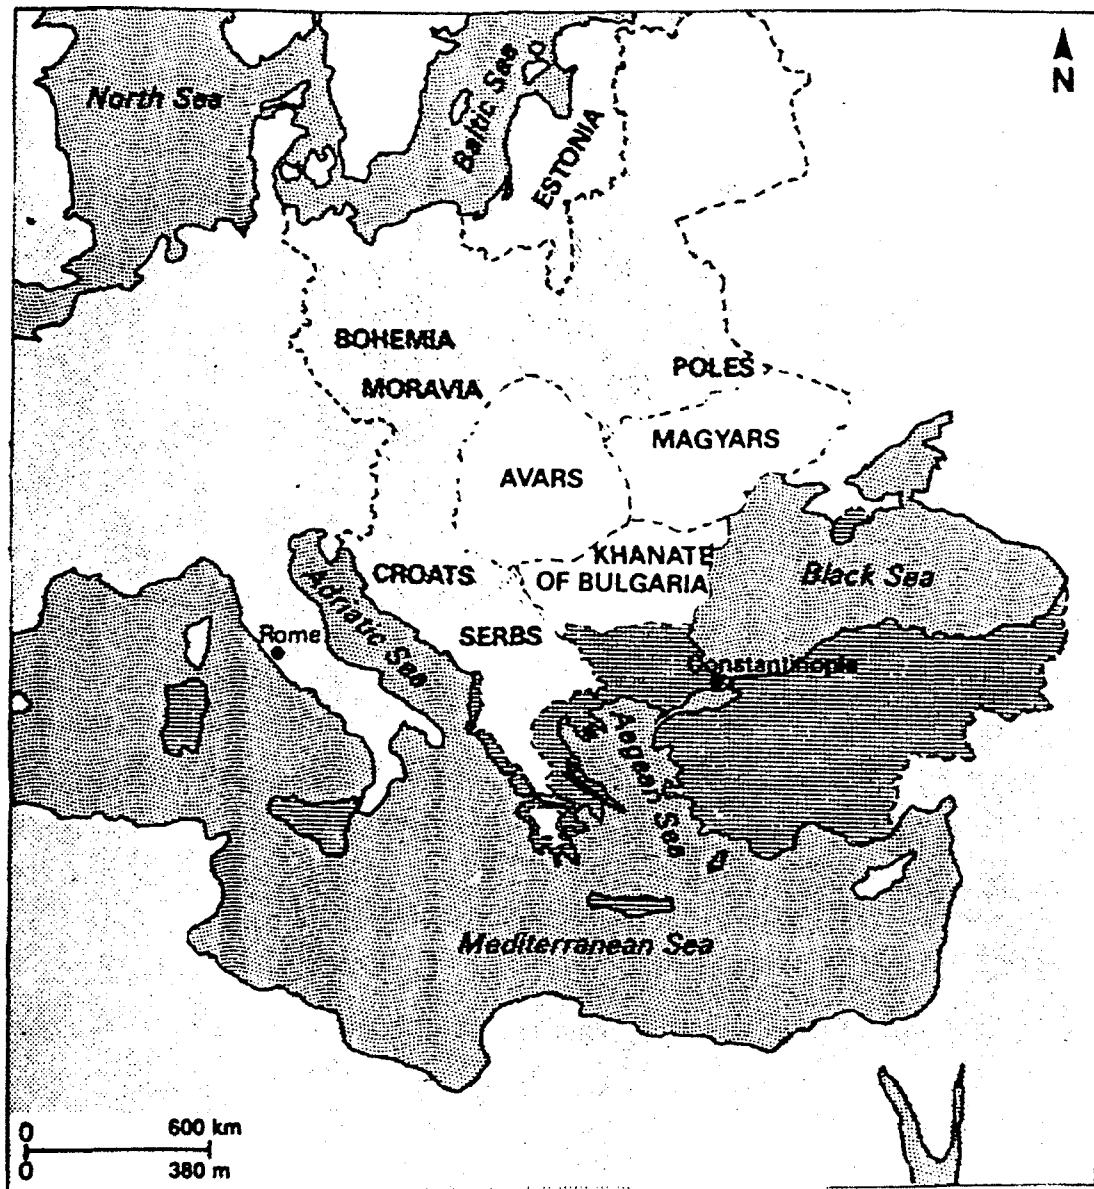 N
North Sea
Baltic Sea
ESTONIA
BOHEMIA
MORAVIA
POLES
MAGYARS
AVARS
KHANATE
OF BULGARIA
CROATS
SERBS
Black Sea
Adriatic Sea
Rome
Constantinople
Aegean Sea
Mediterranean Sea
0 600 km
0 380 m